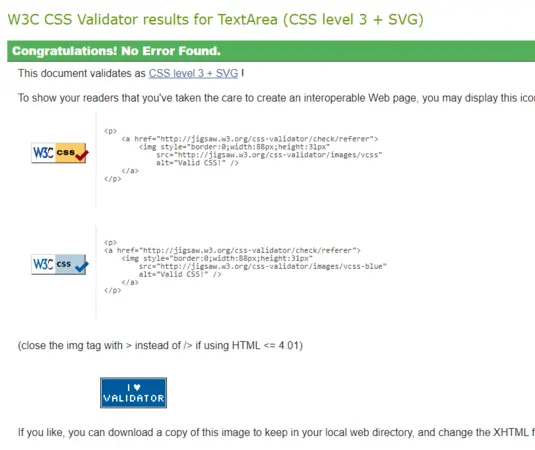 W3C CSS Validator results for TextArea (CSS level 3 + SVG)
Congratulations! No Error Found.
This document validates as CSS level 3 + SVG !
To show your readers that you've taken the care to create an interoperable Web page, you may display this ico
W3C css
<p>
<a href="http://jigsaw.w3.org/css-validator/check/referer">
<img style="border:0;width:88px;height:31px"
src="http://jigsaw.w3.org/css-validator/images/vcss"
alt="Valid CSS!" />
</a>
</p>
W3C css
<p>
<a href="http://jigsaw.w3.org/css-validator/check/referer">
<img style="border:0;width:88px;height:31px"
src="http://jigsaw.w3.org/css-validator/images/vcss-blue"
alt="Valid CSS!" />
</a>
</p>
(close the img tag with > instead of /> if using HTML <= 4.01)
I ♥
VALIDATOR
If you like, you can download a copy of this image to keep in your local web directory, and change the XHTML f